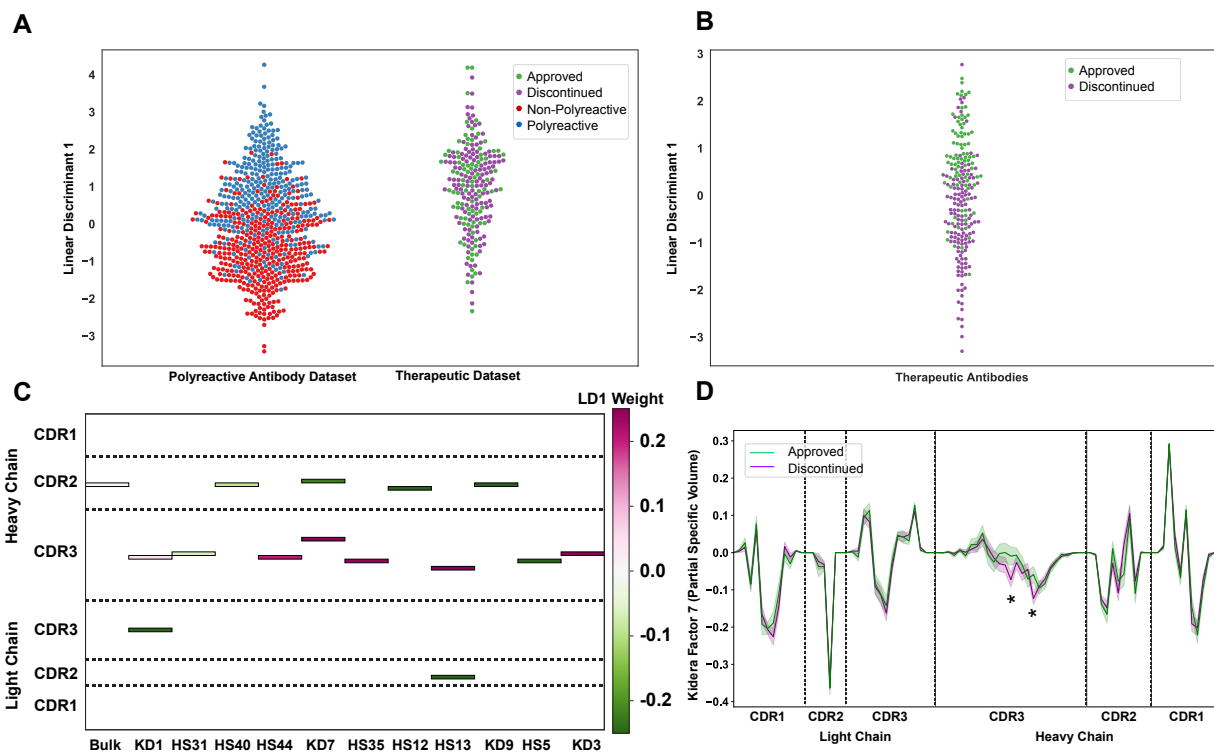 A
Linear Discriminant 1
4
3
2
1
0
−1
−2
−3
Approved
Discontinued
Non-Polyreactive
Polyreactive
Polyreactive Antibody Dataset
Therapeutic Dataset
B
Linear Discriminant 1
3
2
1
0
−1
−2
−3
Approved
Discontinued
Therapeutic Antibodies
C
LD1 Weight
Heavy Chain
Light Chain
CDR1
CDR2
CDR3
CDR3
CDR2
CDR1
0.2
0.1
0.0
-0.1
-0.2
Bulk KD1 HS31 HS40 HS44 KD7 HS35 HS12 HS13 KD9 HS5 KD3
D
Kidera Factor 7 (Partial Specific Volume)
0.3
0.2
0.1
0.0
−0.1
−0.2
−0.3
−0.4
Approved
Discontinued
*
*
CDR1 CDR2 CDR3 CDR3 CDR2 CDR1
Light Chain Heavy Chain